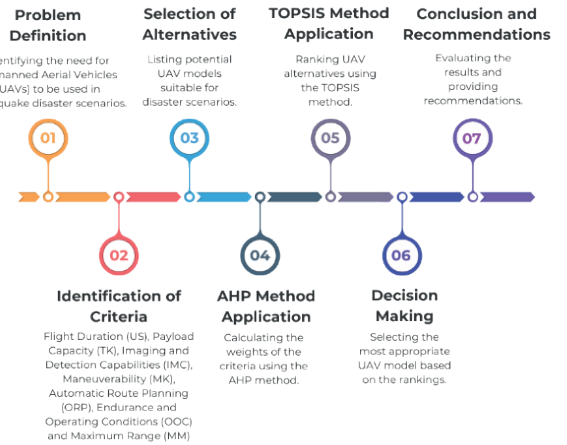 Problem
Definition
entifying the need for
manned Aerial Vehicles
UAVs) to be used in
quake disaster scenarios.
01
Identification of
Criteria
Flight Duration (US), Payload
Capacity (TK), Imaging and
Detection Capabilities (IMC),
Maneuverability (MK),
Automatic Route Planning
(ORP), Endurance and
Operating Conditions (OOC)
and Maximum Range (MM)
02
Selection of
Alternatives
Listing potential
UAV models
suitable for
disaster scenarios.
03
AHP Method
Application
Calculating the
weights of the
criteria using the
AHP method.
04
TOPSIS Method
Application
Ranking UAV
alternatives using
the TOPSIS
method.
05
Decision
Making
Selecting the
most appropriate
UAV model based
on the rankings.
06
Conclusion and
Recommendations
Evaluating the
results and
providing
recommendations.
07